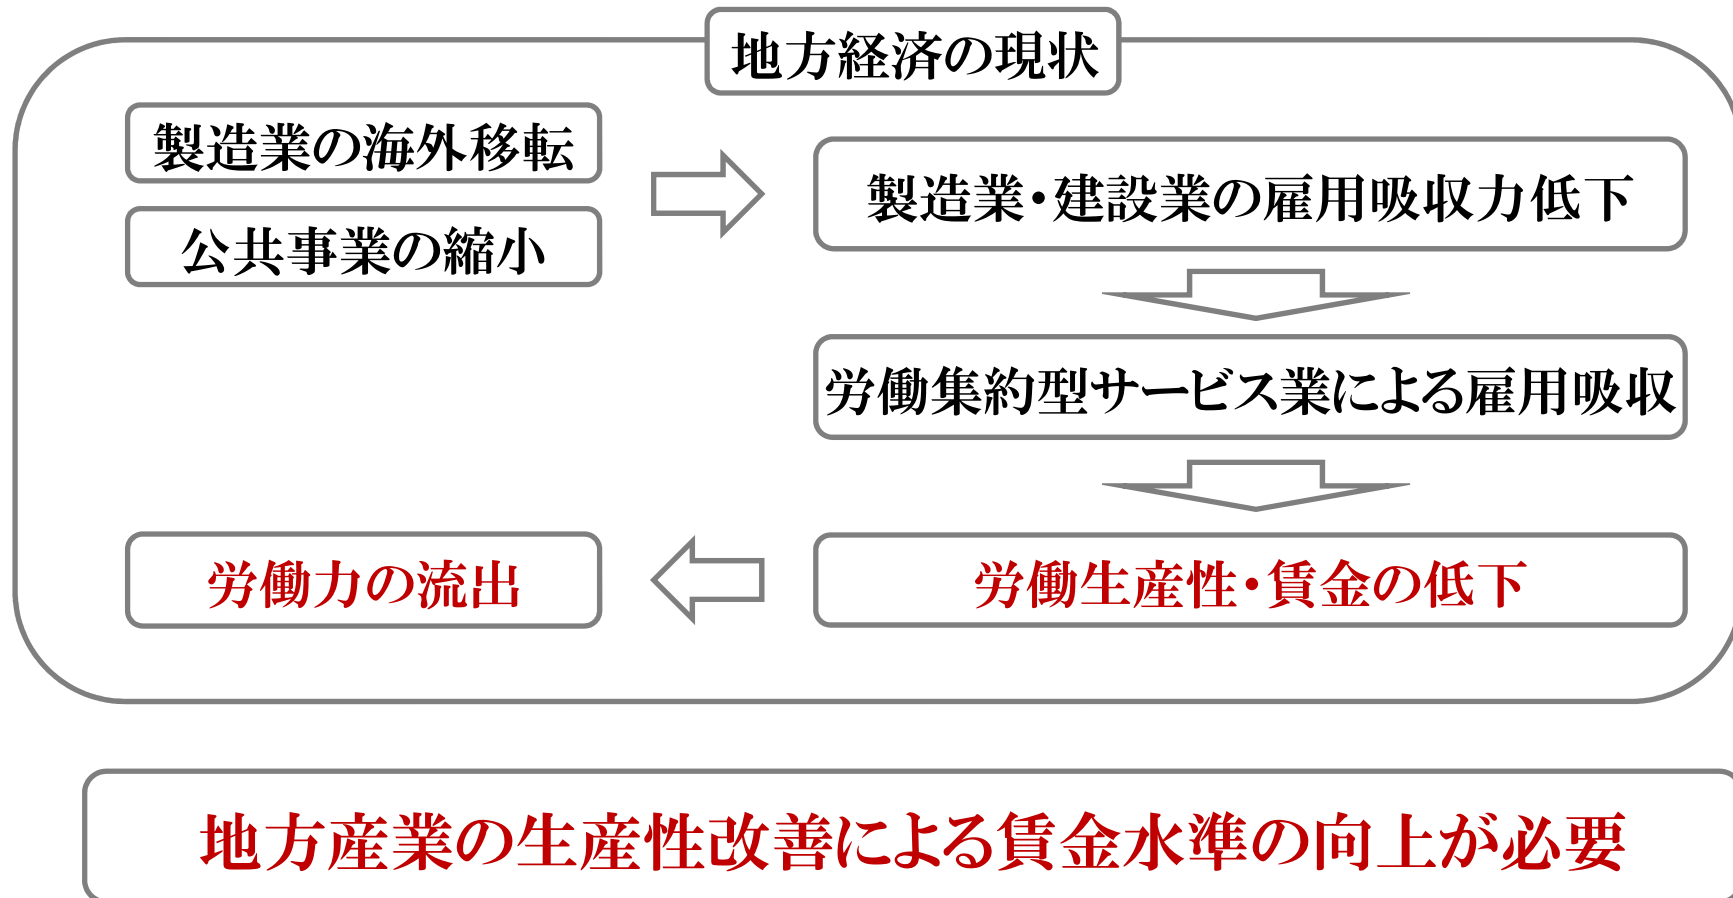 地方経済の現状
製造業の海外移転
公共事業の縮小
製造業・建設業の雇用吸収力低下
労働集約型サービス業による雇用吸収
労働生産性・賃金の低下
労働力の流出
地方産業の生産性改善による賃金水準の向上が必要